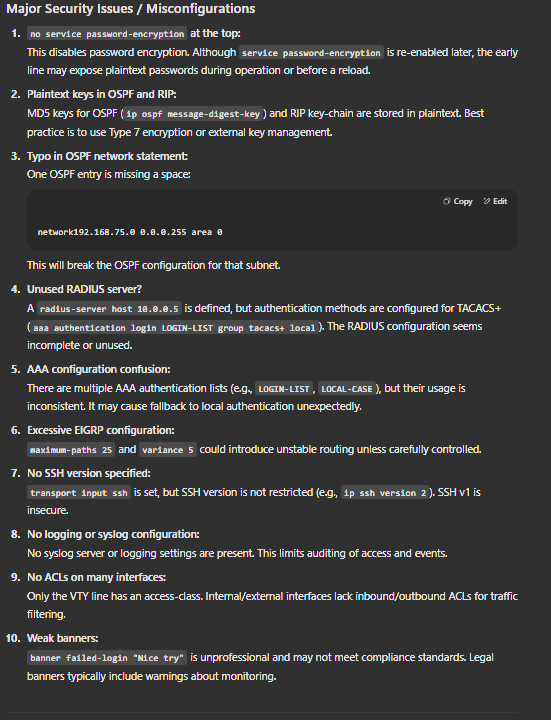 Major Security Issues / Misconfigurations
1. no service password-encryption at the top:
This disables password encryption. Although service password-encryption is re-enabled later, the early
line may expose plaintext passwords during operation or before a reload.
2. Plaintext keys in OSPF and RIP:
MD5 keys for OSPF (ip ospf message-digest-key) and RIP key-chain are stored in plaintext. Best
practice is to use Type 7 encryption or external key management.
3. Typo in OSPF network statement:
One OSPF entry is missing a space:
Copy Edit
network192.168.75.0 0.0.0.255 area 0
This will break the OSPF configuration for that subnet.
4. Unused RADIUS server?
A radius-server host 10.0.0.5 is defined, but authentication methods are configured for TACACS+
(aaa authentication login LOGIN-LIST group tacacs+ local). The RADIUS configuration seems
incomplete or unused.
5. AAA configuration confusion:
There are multiple AAA authentication lists (e.g., LOGIN-LIST, LOCAL-CASE), but their usage is
inconsistent. It may cause fallback to local authentication unexpectedly.
6. Excessive EIGRP configuration:
maximum-paths 25 and variance 5 could introduce unstable routing unless carefully controlled.
7. No SSH version specified:
transport input ssh is set, but SSH version is not restricted (e.g., ip ssh version 2). SSH v1 is
insecure.
8. No logging or syslog configuration:
No syslog server or logging settings are present. This limits auditing of access and events.
9. No ACLs on many interfaces:
Only the VTY line has an access-class. Internal/external interfaces lack inbound/outbound ACLs for traffic
filtering.
10. Weak banners:
banner failed-login "Nice try" is unprofessional and may not meet compliance standards. Legal
banners typically include warnings about monitoring.